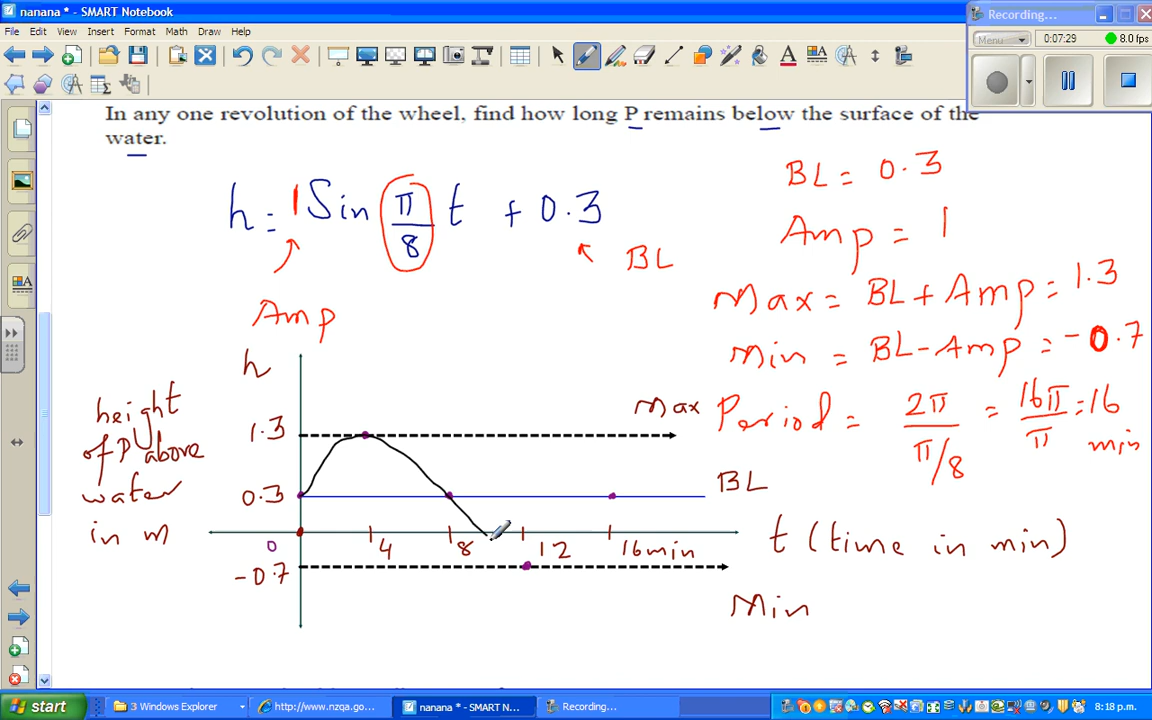 nanana * - SMART Notebook
Recording...
File Edit View Insert Format Math Draw Help
Menu 0:07:29 8.0 fps
In any one revolution of the wheel, find how long P remains below the surface of the
water.
h = 1 Sin π/8 t + 0.3
BL
Amp
BL = 0.3
Amp = 1
Max = BL + Amp = 1.3
Min = BL - Amp = -0.7
Period = 2π / π/8 = 16π/π = 16 min
h
height
of P above
water
in m
1.3
Max
0.3
BL
0 4 8 12 16 min
t (time in min)
-0.7
Min
start 3 Windows Explorer http://www.nzqa.go... nanana * - SMART N... Recording... 8:18 p.m.